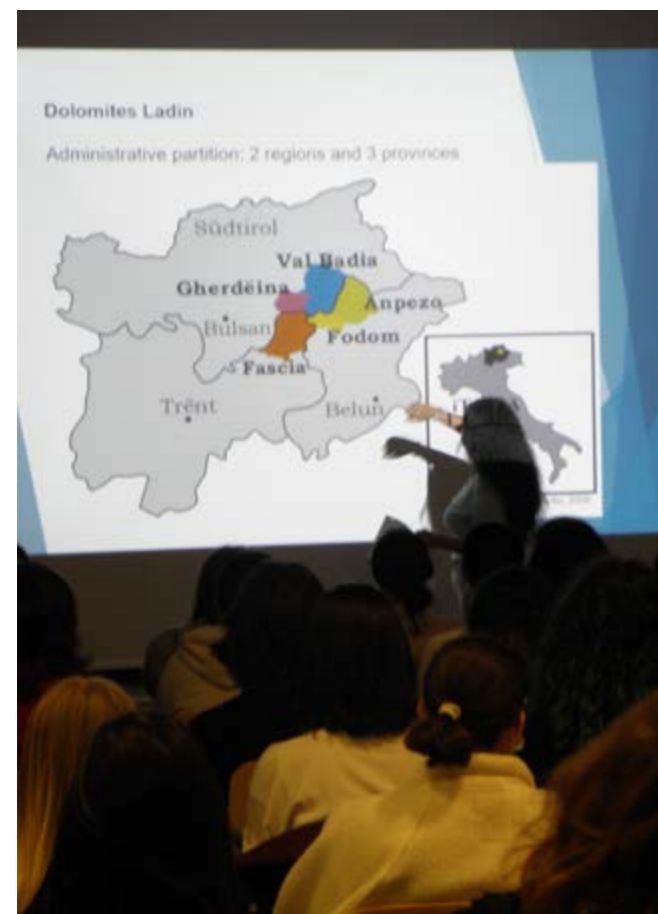 Dolomites Ladin
Administrative partition: 2 regions and 3 provinces
Südtirol
Val Badia
Gherdëina
Anpezo
Bulsan
Fodom
Fascia
Trënt
Belun